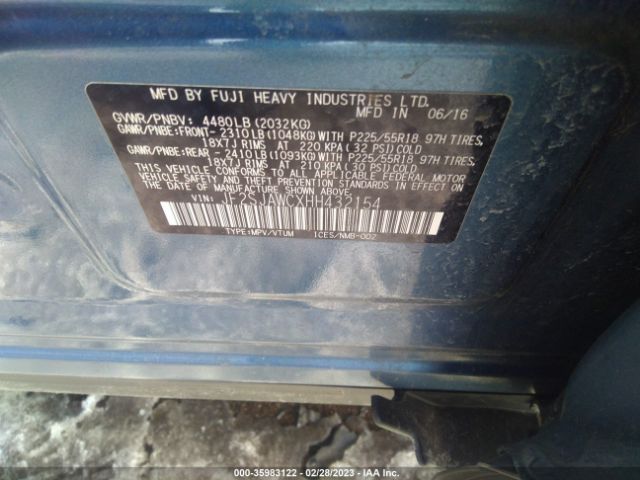 MFD BY FUJI HEAVY INDUSTRIES LTD.
MFD IN 06/16
GVWR/PNBV: 4480LB(2032KG)
GAWR/PNBE:FRONT- 2310LB(1048KG)WITH P225/55R18 97H TIRES,
18X7J RIMS AT 220 KPA(32 PSI)COLD
GAWR/PNBE:REAR - 2410LB(1093KG)WITH P225/55R18 97H TIRES,
18X7J RIMS AT 210 KPA(30 PSI)COLD
THIS VEHICLE CONFORMS TO ALL APPLICABLE FEDERAL MOTOR
VEHICLE SAFETY AND THEFT PREVENTION STANDARDS IN
EFFECT ON THE DATE OF MANUFACTURE SHOWN ABOVE.
VIN: JF2SJAWCXHH432154
TYPE:MPV/VTUM ICES/NMB-002
000-35983122 02/28/2023 IAA Inc.